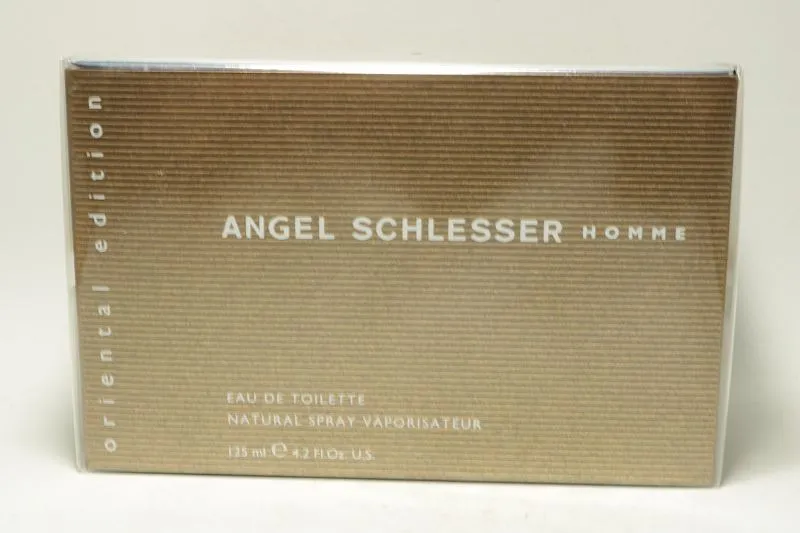 oriental edition
ANGEL SCHLESSER HOMME
EAU DE TOILETTE
NATURAL SPRAY VAPORISATEUR
125 ml ℮ 4.2 Fl.Oz. U.S.